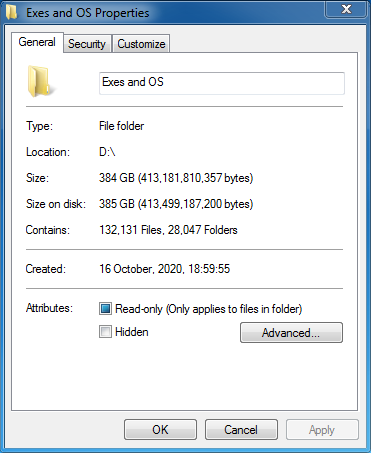 Exes and OS Properties
General Security Customize
Exes and OS
Type: File folder
Location: D:\
Size: 384 GB (413,181,810,357 bytes)
Size on disk: 385 GB (413,499,187,200 bytes)
Contains: 132,131 Files, 28,047 Folders
Created: 16 October, 2020, 18:59:55
Attributes: Read-only (Only applies to files in folder)
Hidden Advanced...
OK Cancel Apply